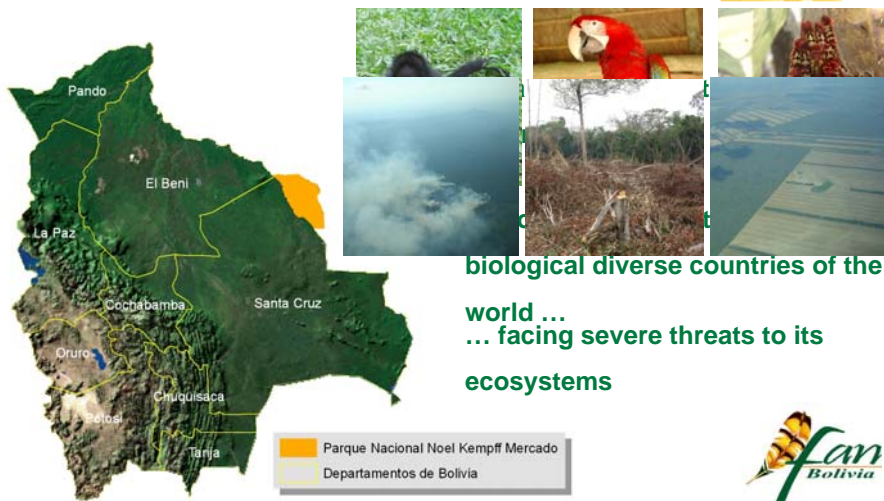 Pando
El Beni
La Paz
Cochabamba
Santa Cruz
Oruro
Chuquisaca
Potosí
Tarija
biological diverse countries of the
world …
… facing severe threats to its
ecosystems
Parque Nacional Noel Kempff Mercado
Departamentos de Bolivia
fan
Bolivia